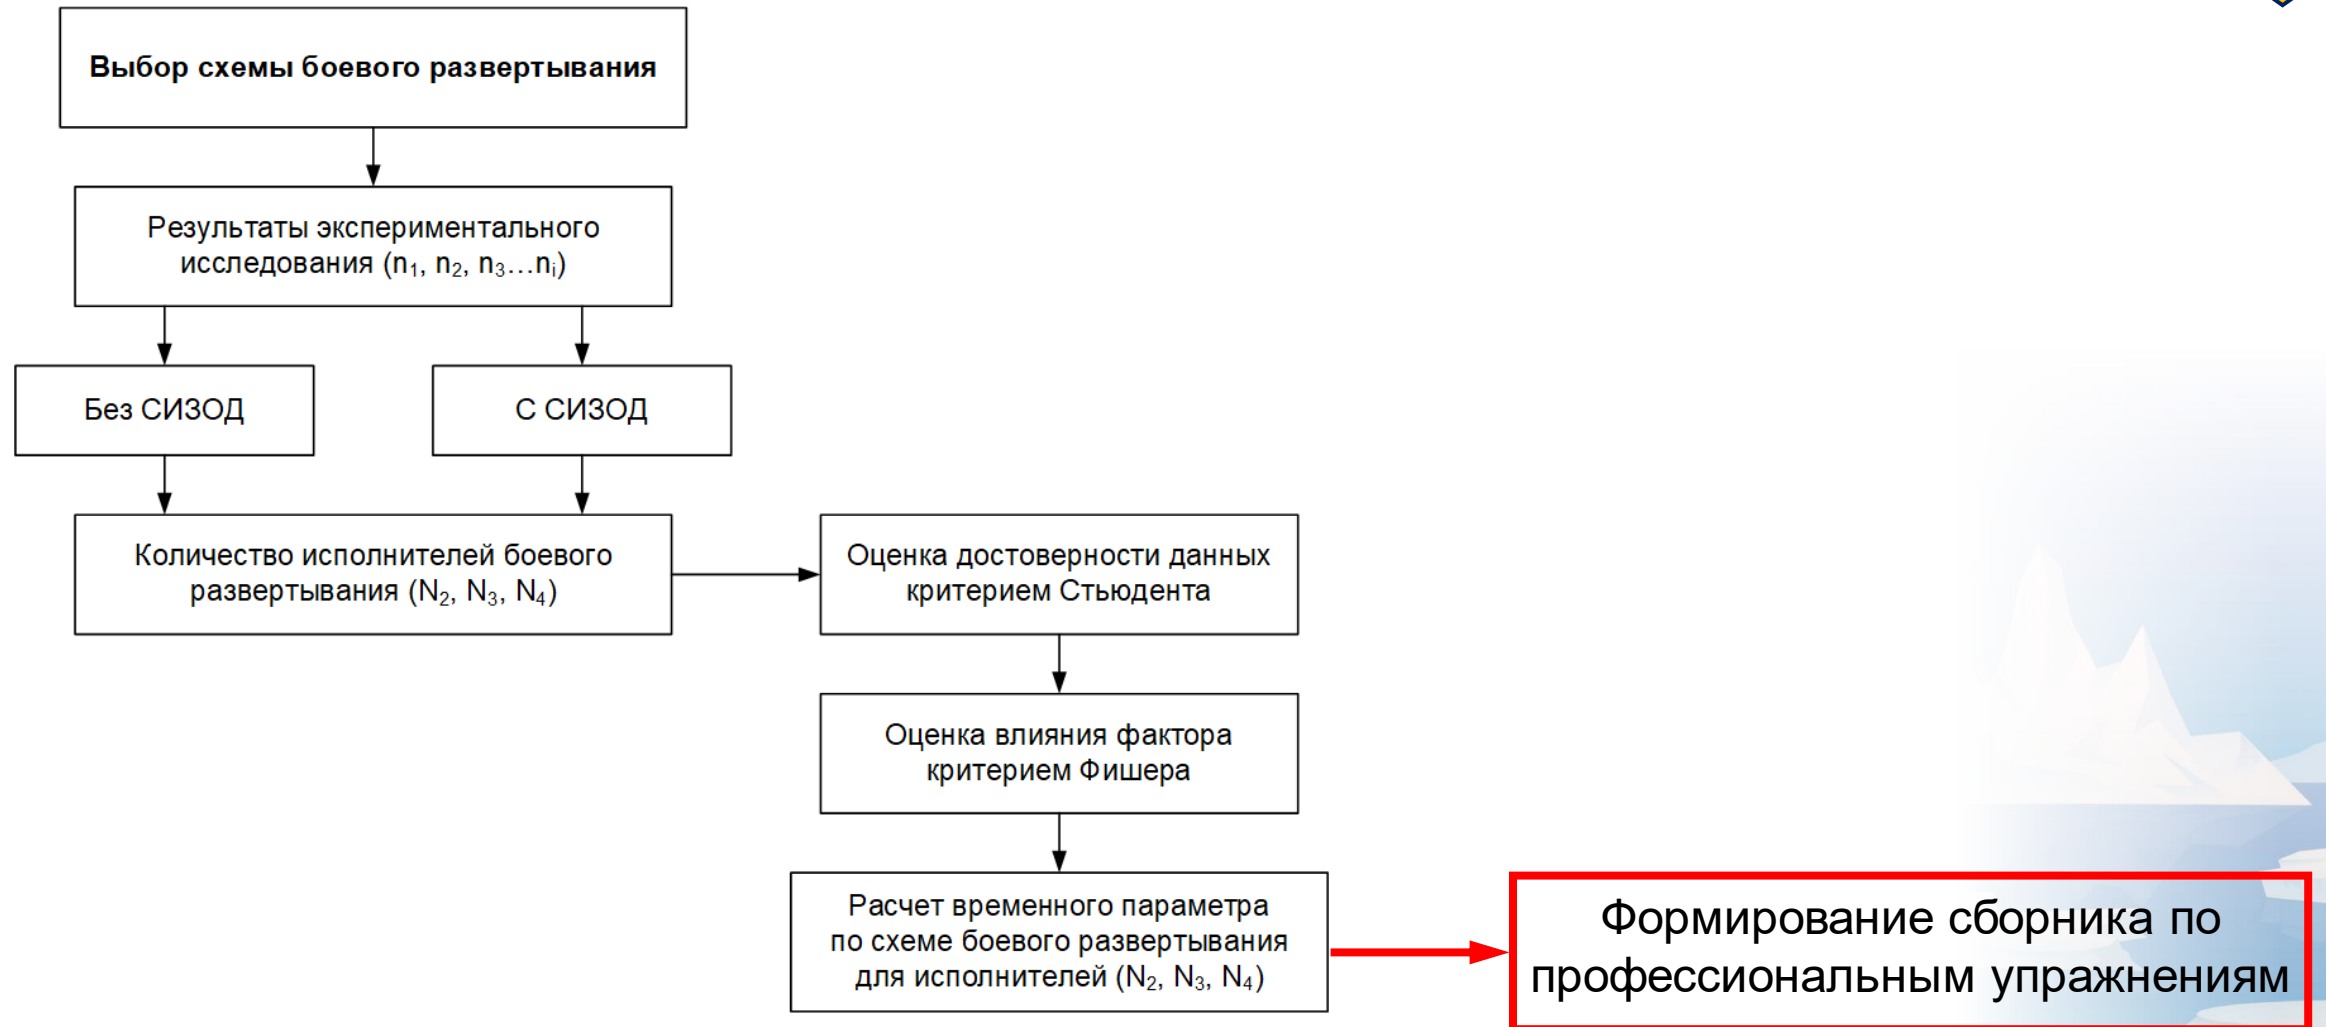 Выбор схемы боевого развертывания
Результаты экспериментального
исследования (n₁, n₂, n₃…nᵢ)
Без СИЗОД
С СИЗОД
Количество исполнителей боевого
развертывания (N₂, N₃, N₄)
Оценка достоверности данных
критерием Стьюдента
Оценка влияния фактора
критерием Фишера
Расчет временного параметра
по схеме боевого развертывания
для исполнителей (N₂, N₃, N₄)
Формирование сборника по
профессиональным упражнениям